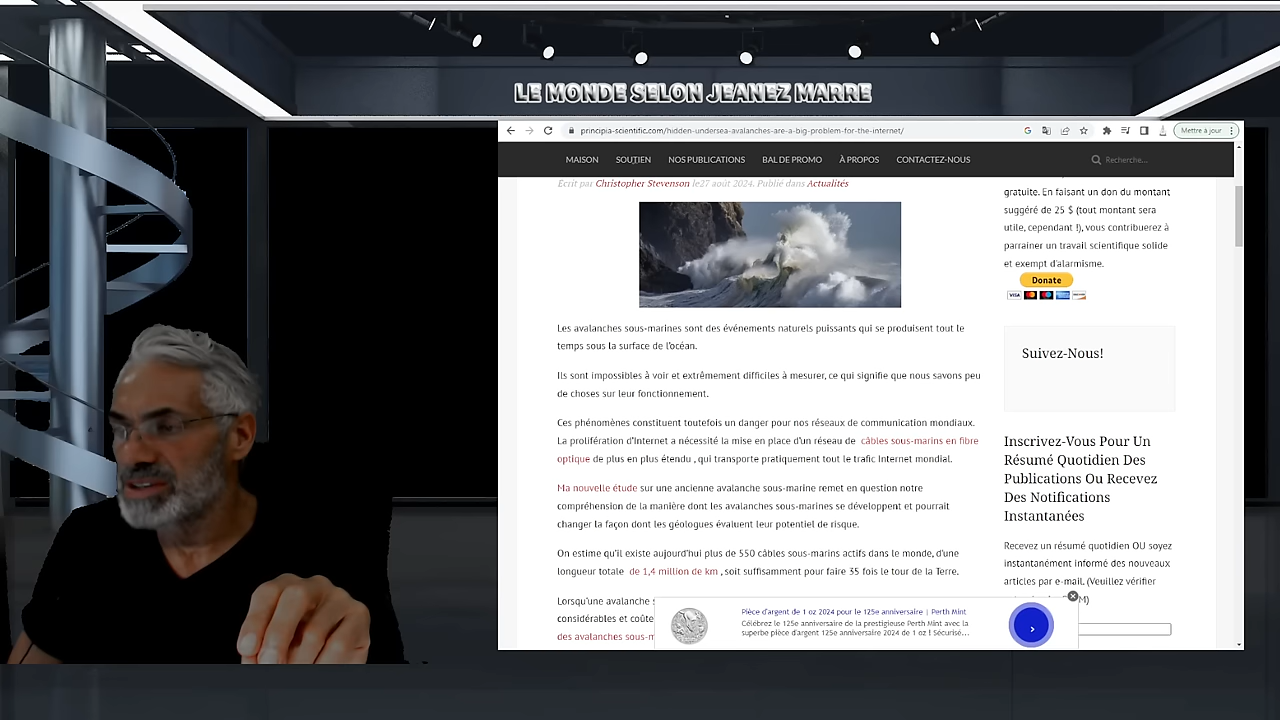 LE MONDE SELON JEANEZ MARRE
principia-scientific.com/hidden-undersea-avalanches-are-a-big-problem-for-the-internet/
Mettre à jour
MAISON
SOUTIEN
NOS PUBLICATIONS
BAL DE PROMO
À PROPOS
CONTACTEZ-NOUS
Recherche...
Écrit par Christopher Stevenson le27 août 2024. Publié dans Actualités
Les avalanches sous-marines sont des événements naturels puissants qui se produisent tout le
temps sous la surface de l'océan.
Ils sont impossibles à voir et extrêmement difficiles à mesurer, ce qui signifie que nous savons peu
de choses sur leur fonctionnement.
Ces phénomènes constituent toutefois un danger pour nos réseaux de communication mondiaux.
La prolifération d'Internet a nécessité la mise en place d'un réseau de câbles sous-marins en fibre
optique de plus en plus étendu , qui transporte pratiquement tout le trafic Internet mondial.
Ma nouvelle étude sur une ancienne avalanche sous-marine remet en question notre
compréhension de la manière dont les avalanches sous-marines se développent et pourrait
changer la façon dont les géologues évaluent leur potentiel de risque.
On estime qu'il existe aujourd'hui plus de 550 câbles sous-marins actifs dans le monde, d'une
longueur totale de 1,4 million de km , soit suffisamment pour faire 35 fois le tour de la Terre.
Lorsqu'une avalanche s
considérables et coûte
des avalanches sous-m
gratuite. En faisant un don du montant
suggéré de 25 $ (tout montant sera
utile, cependant !), vous contribuerez à
parrainer un travail scientifique solide
et exempt d'alarmisme.
Donate
VISA
Suivez-Nous!
Inscrivez-Vous Pour Un
Résumé Quotidien Des
Publications Ou Recevez
Des Notifications
Instantanées
Recevez un résumé quotidien OU soyez
instantanément informé des nouveaux
articles par e-mail. (Veuillez vérifier
M)
Pièce d'argent de 1 oz 2024 pour le 125e anniversaire | Perth Mint
Célébrez le 125e anniversaire de la prestigieuse Perth Mint avec la
superbe pièce d'argent 125e anniversaire 2024 de 1 oz ! Sécurisé...